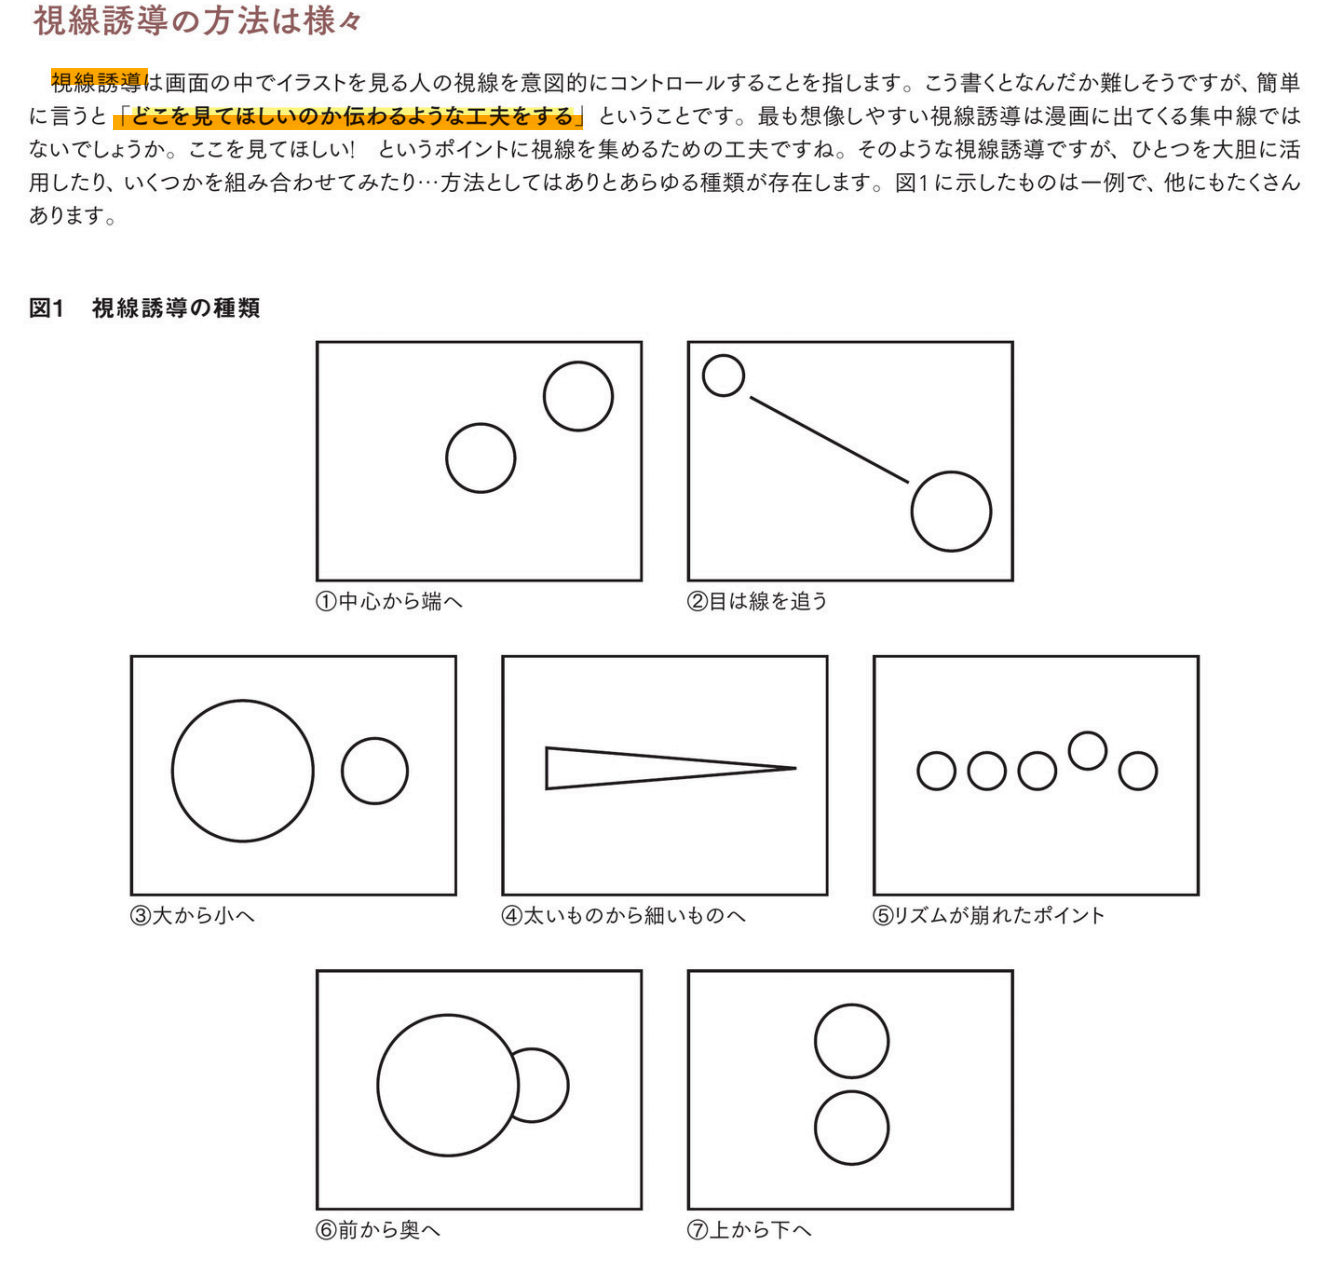 視線誘導の方法は様々
視線誘導は画面の中でイラストを見る人の視線を意図的にコントロールすることを指します。こう書くとなんだか難しそうですが、簡単
に言うと「どこを見てほしいのか伝わるような工夫をする」ということです。最も想像しやすい視線誘導は漫画に出てくる集中線では
ないでしょうか。ここを見てほしい!　というポイントに視線を集めるための工夫ですね。そのような視線誘導ですが、ひとつを大胆に活
用したり、いくつかを組み合わせてみたり…方法としてはありとあらゆる種類が存在します。図1に示したものは一例で、他にもたくさん
あります。
図1　視線誘導の種類
①中心から端へ
②目は線を追う
③大から小へ
④太いものから細いものへ
⑤リズムが崩れたポイント
⑥前から奥へ
⑦上から下へ